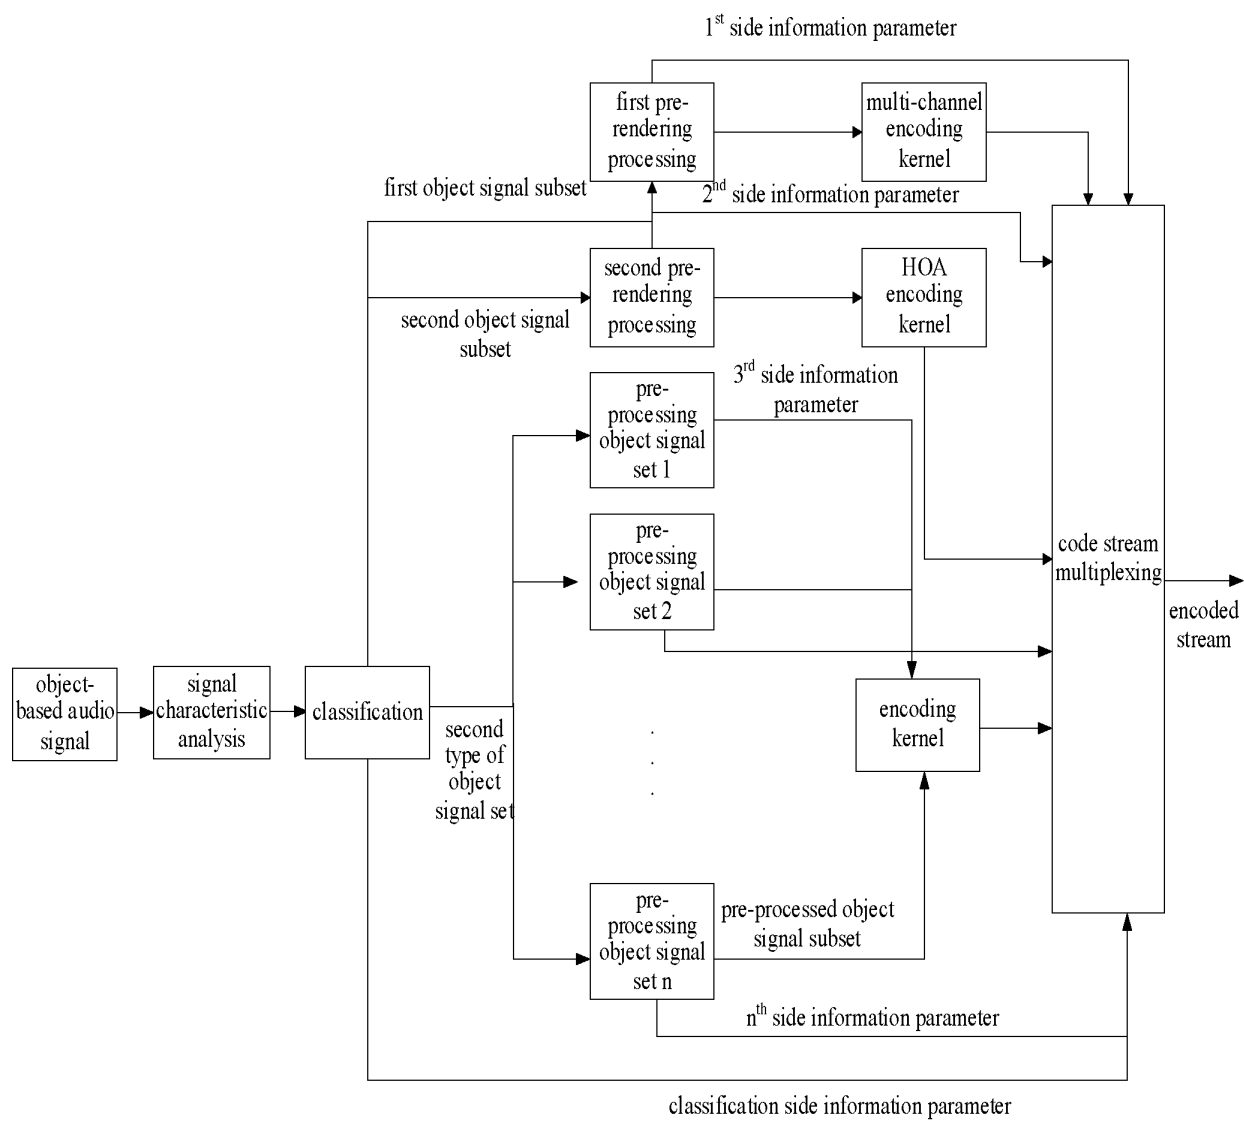 1st side information parameter
first pre-
rendering
processing
multi-channel
encoding
kernel
first object signal subset
2nd side information parameter
second pre-
rendering
processing
HOA
encoding
kernel
second object signal
subset
3rd side information
parameter
pre-
processing
object signal
set 1
pre-
processing
object signal
set 2
code stream
multiplexing
encoded
stream
object-
based audio
signal
signal
characteristic
analysis
classification
second
type of
object
signal set
encoding
kernel
.
.
.
pre-
processing
object signal
set n
pre-processed object
signal subset
nth side information parameter
classification side information parameter